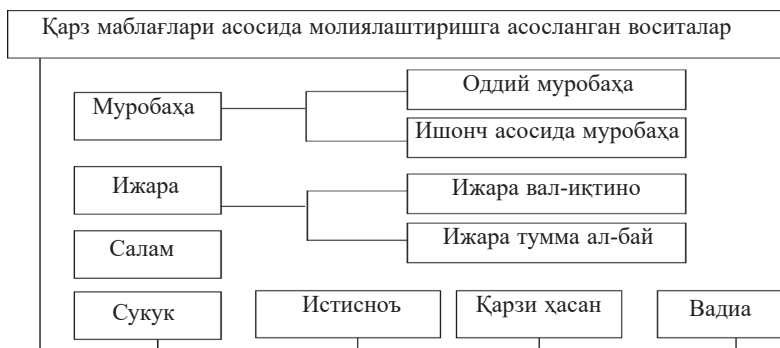 Қарз маблағлари асосида молиялаштиришга асосланган воситалар
Муробаҳа
Оддий муробаҳа
Ишонч асосида муробаҳа
Ижара
Ижара вал-иқтино
Ижара тумма ал-бай
Салам
Сукук
Истисноъ
Қарзи ҳасан
Вадиа